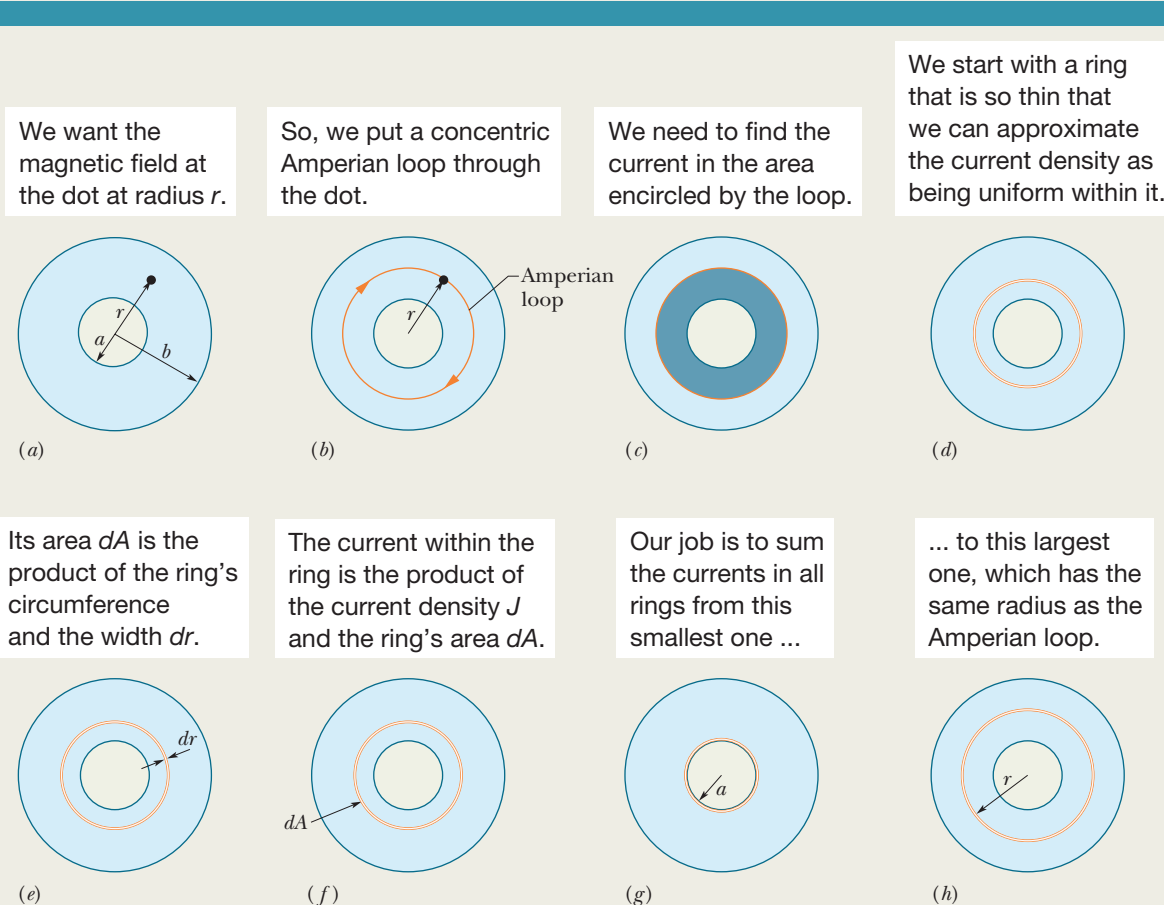 We want the
magnetic field at
the dot at radius r.
r
a
b
(a)
So, we put a concentric
Amperian loop through
the dot.
Amperian
loop
r
(b)
We need to find the
current in the area
encircled by the loop.
(c)
We start with a ring
that is so thin that
we can approximate
the current density as
being uniform within it.
(d)
Its area dA is the
product of the ring's
circumference
and the width dr.
dr
(e)
The current within the
ring is the product of
the current density J
and the ring's area dA.
dA
(f)
Our job is to sum
the currents in all
rings from this
smallest one ...
a
(g)
... to this largest
one, which has the
same radius as the
Amperian loop.
r
(h)